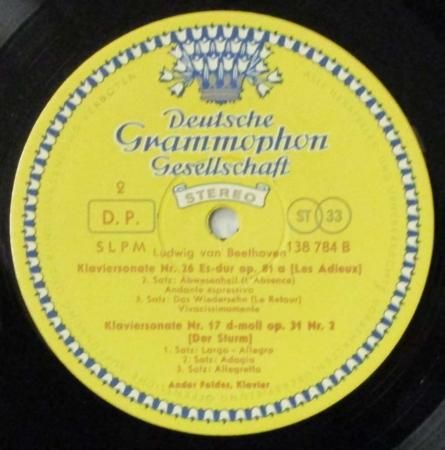 Deutsche
Grammophon
Gesellschaft
STEREO
2
D. P.
ST 33
SLPM
138 784 B
Ludwig van Beethoven
Klaviersonate Nr. 26 Es-dur op. 81 a [Les Adieux]
2. Satz: Abwesenheit (L'Absence)
Andante espressivo
3. Satz: Das Wiedersehn (Le Retour)
Vivacissimamente
Klaviersonate Nr. 17 d-moll op. 31 Nr. 2
[Der Sturm]
1. Satz: Largo - Allegro
2. Satz: Adagio
3. Satz: Allegretto
Andor Foldes, Klavier